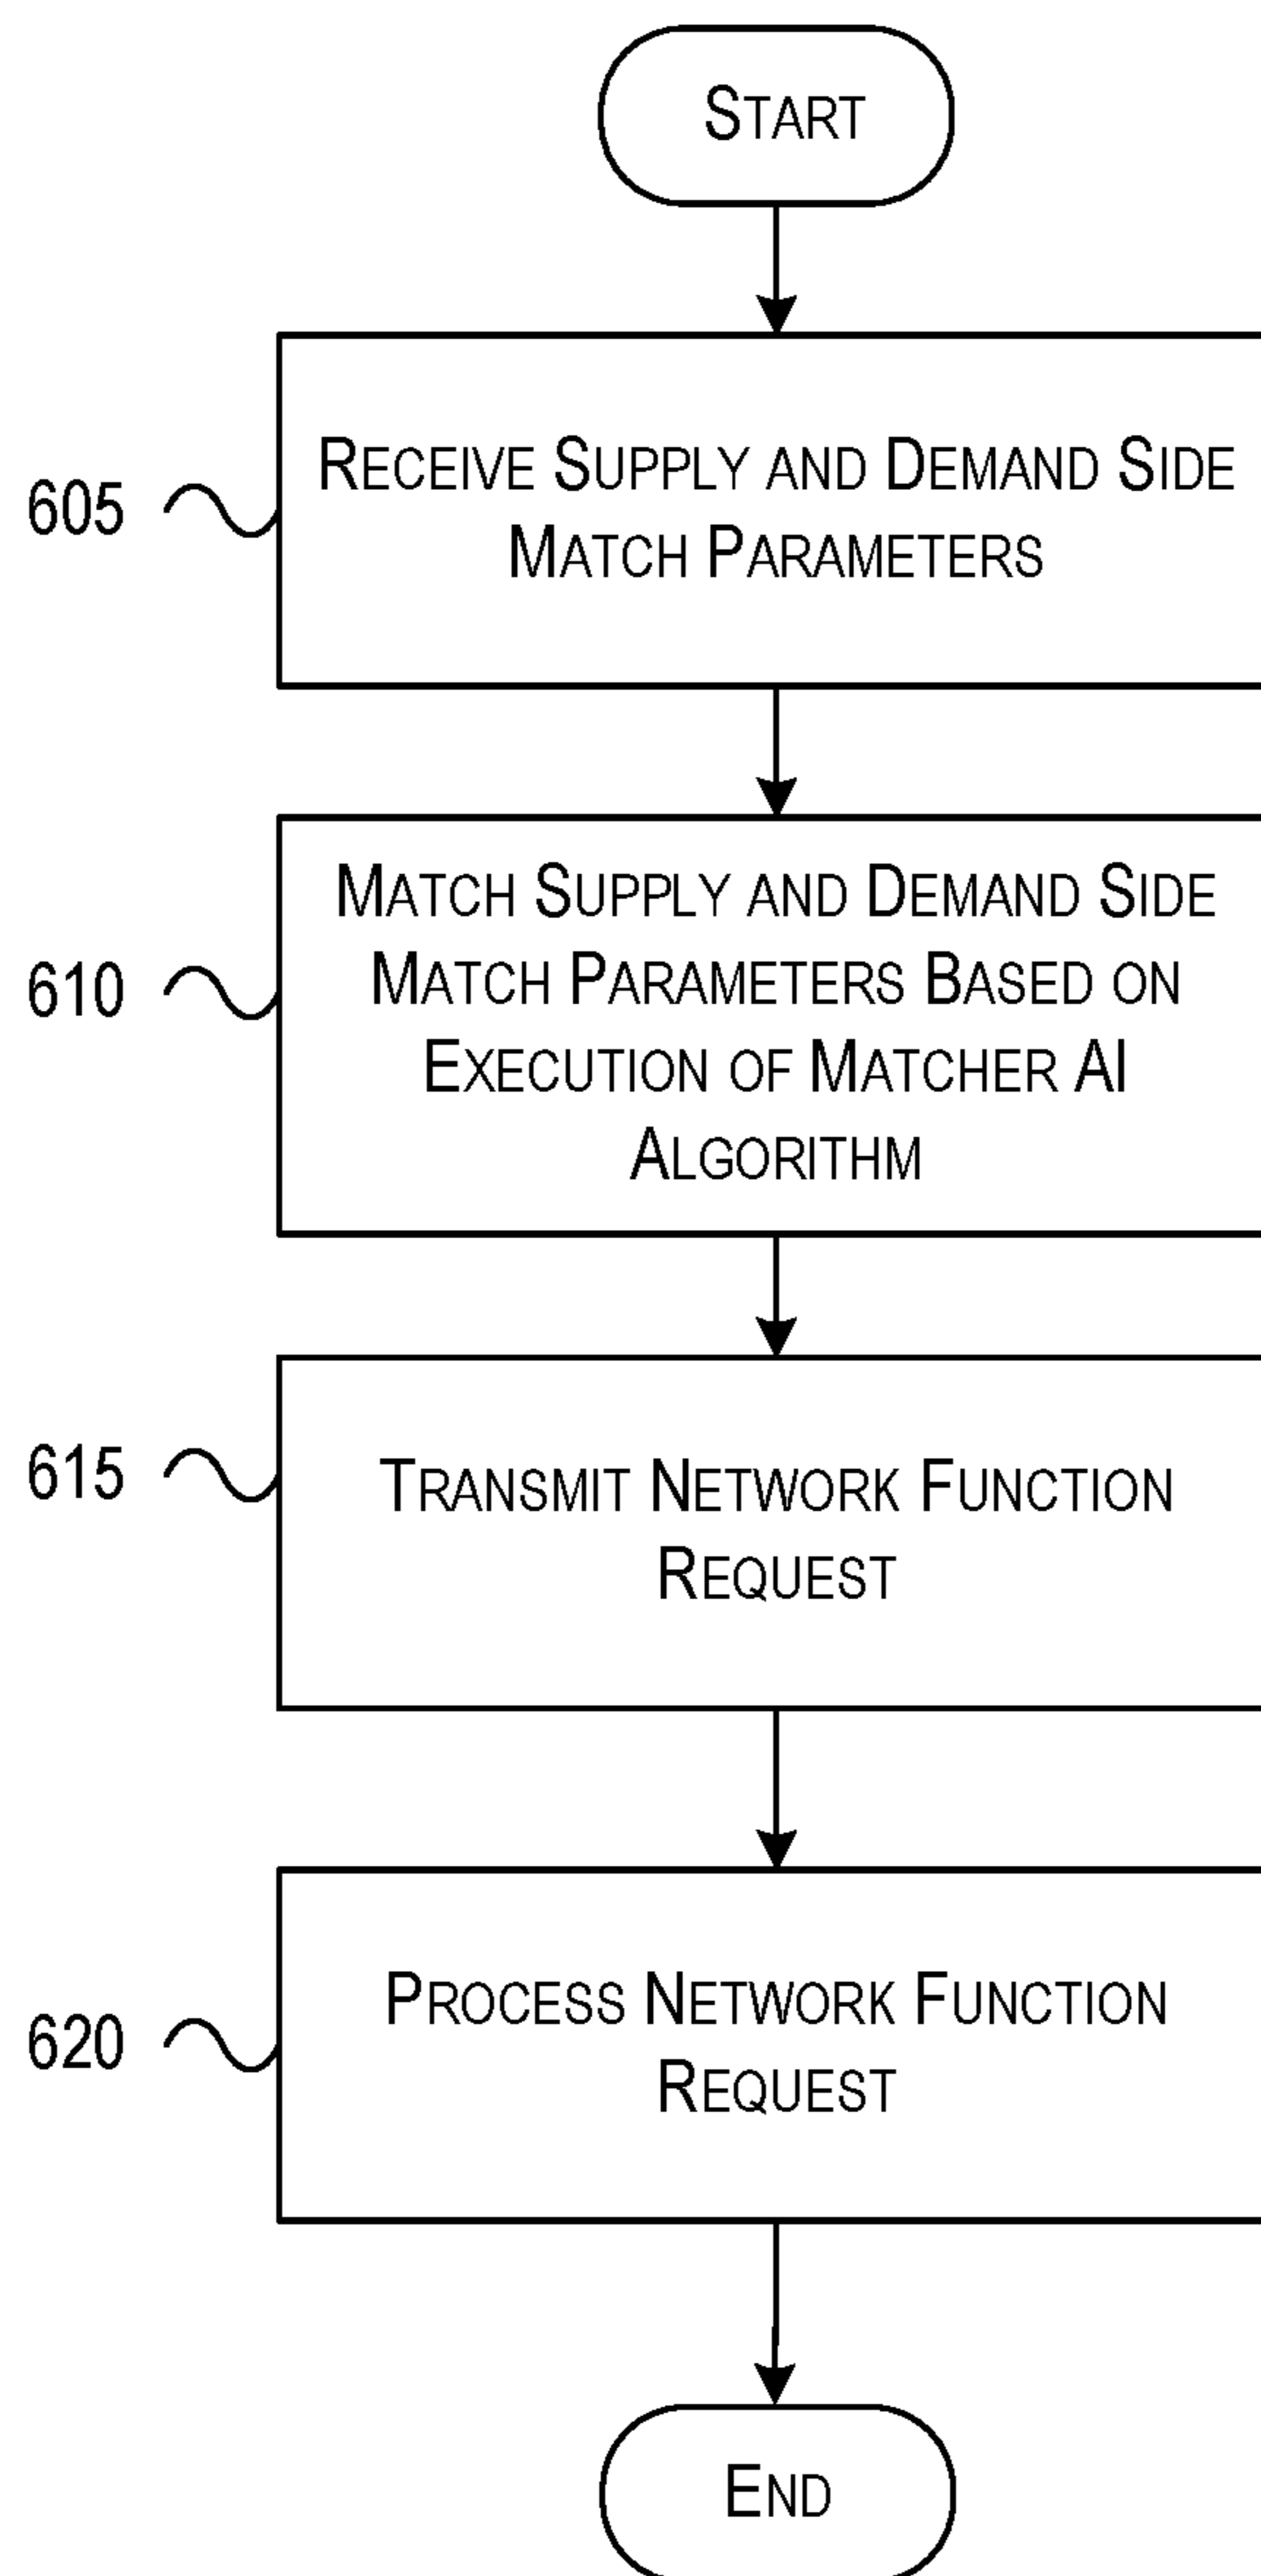 START
605
RECEIVE SUPPLY AND DEMAND SIDE
MATCH PARAMETERS
610
MATCH SUPPLY AND DEMAND SIDE
MATCH PARAMETERS BASED ON
EXECUTION OF MATCHER AI
ALGORITHM
615
TRANSMIT NETWORK FUNCTION
REQUEST
620
PROCESS NETWORK FUNCTION
REQUEST
END